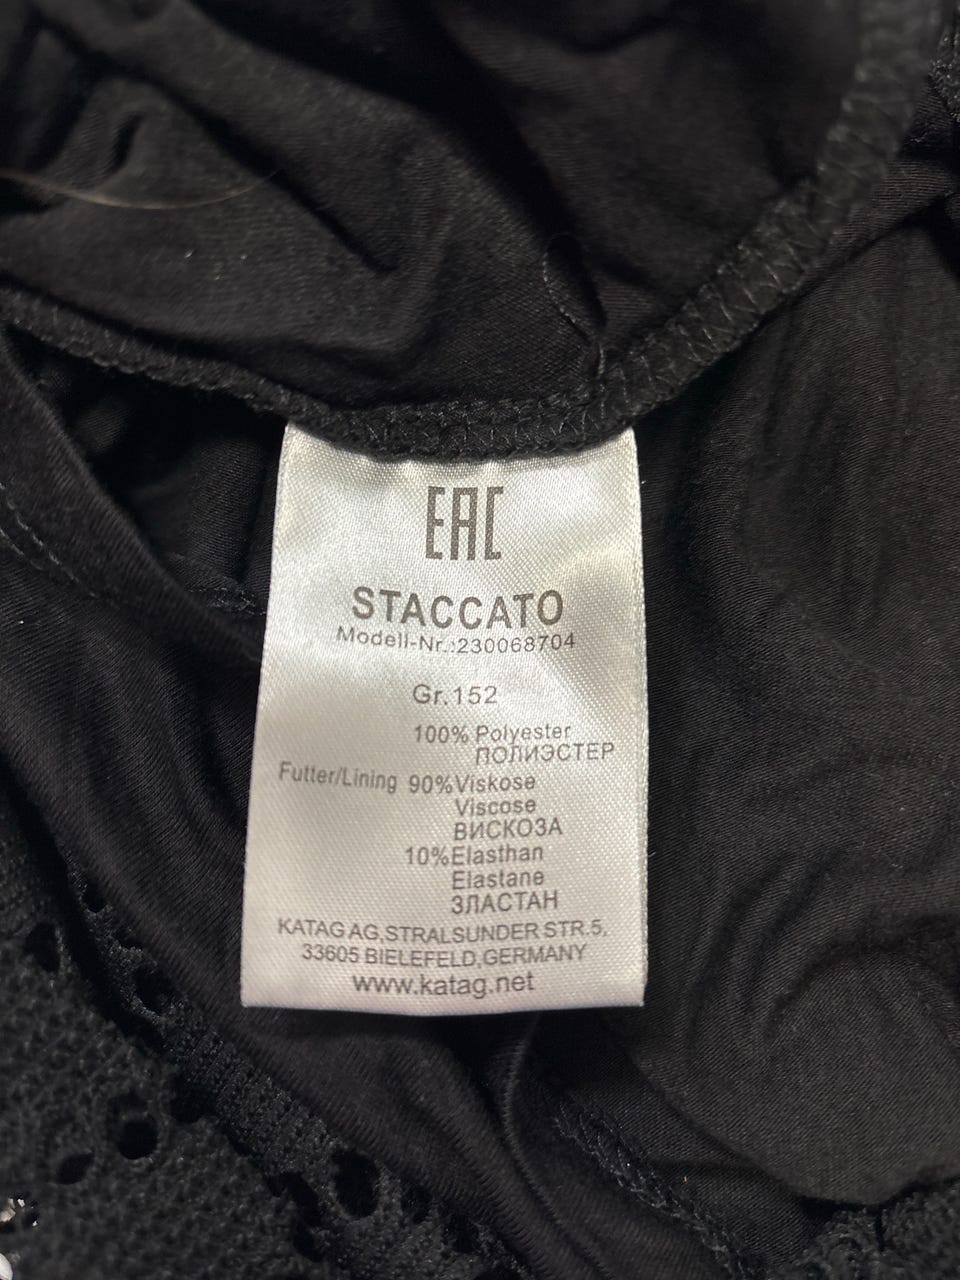 EAC
STACCATO
Modell-Nr.:230068704
Gr.152
100% Polyester
ПОЛИЭСТЕР
Futter/Lining 90%Viskose
Viscose
ВИСКОЗА
10%Elasthan
Elastane
ЗЛАСТАН
KATAG AG,STRALSUNDER STR.5,
33605 BIELEFELD,GERMANY
www.katag.net